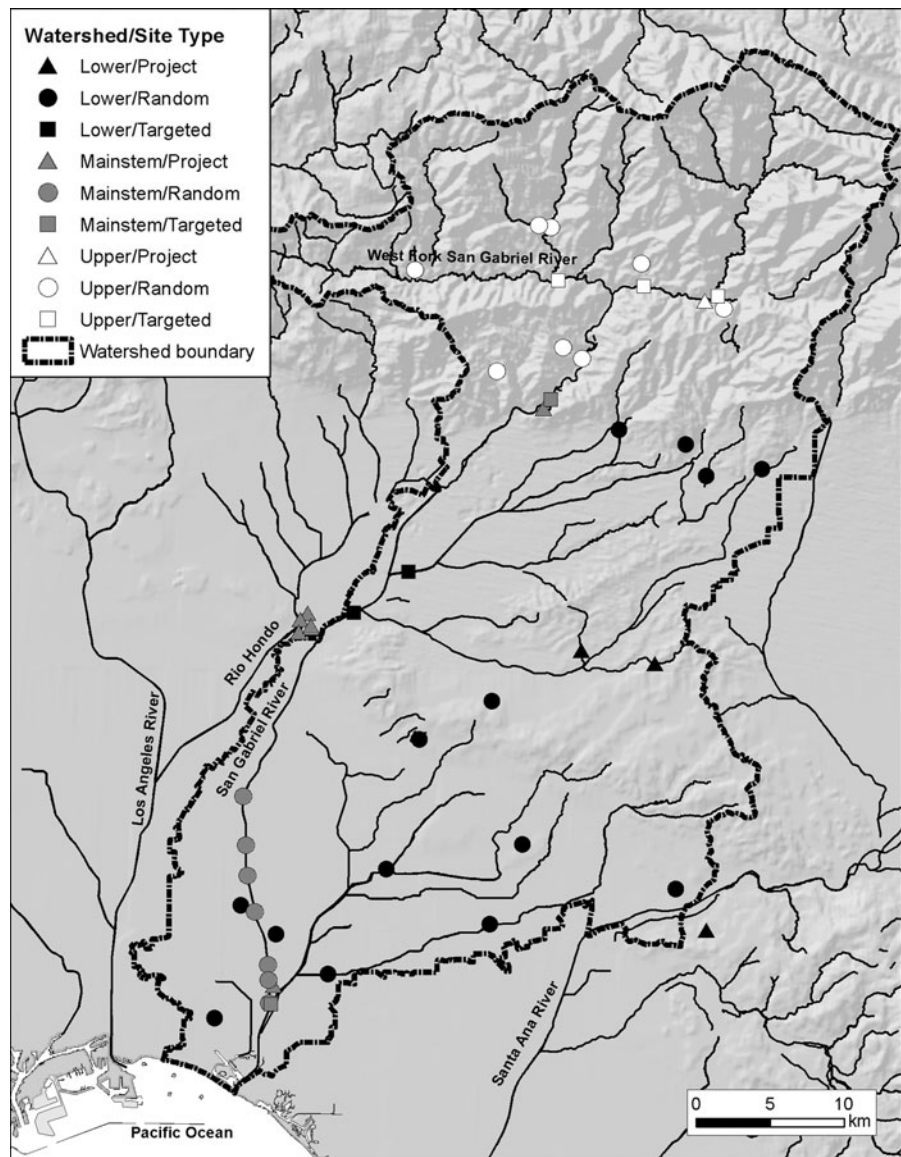 Watershed/Site Type
Lower/Project
Lower/Random
Lower/Targeted
Mainstem/Project
Mainstem/Random
Mainstem/Targeted
Upper/Project
Upper/Random
Upper/Targeted
Watershed boundary
West Fork San Gabriel River
Rio Hondo
San Gabriel River
Los Angeles River
Santa Ana River
0 5 10
km
Pacific Ocean